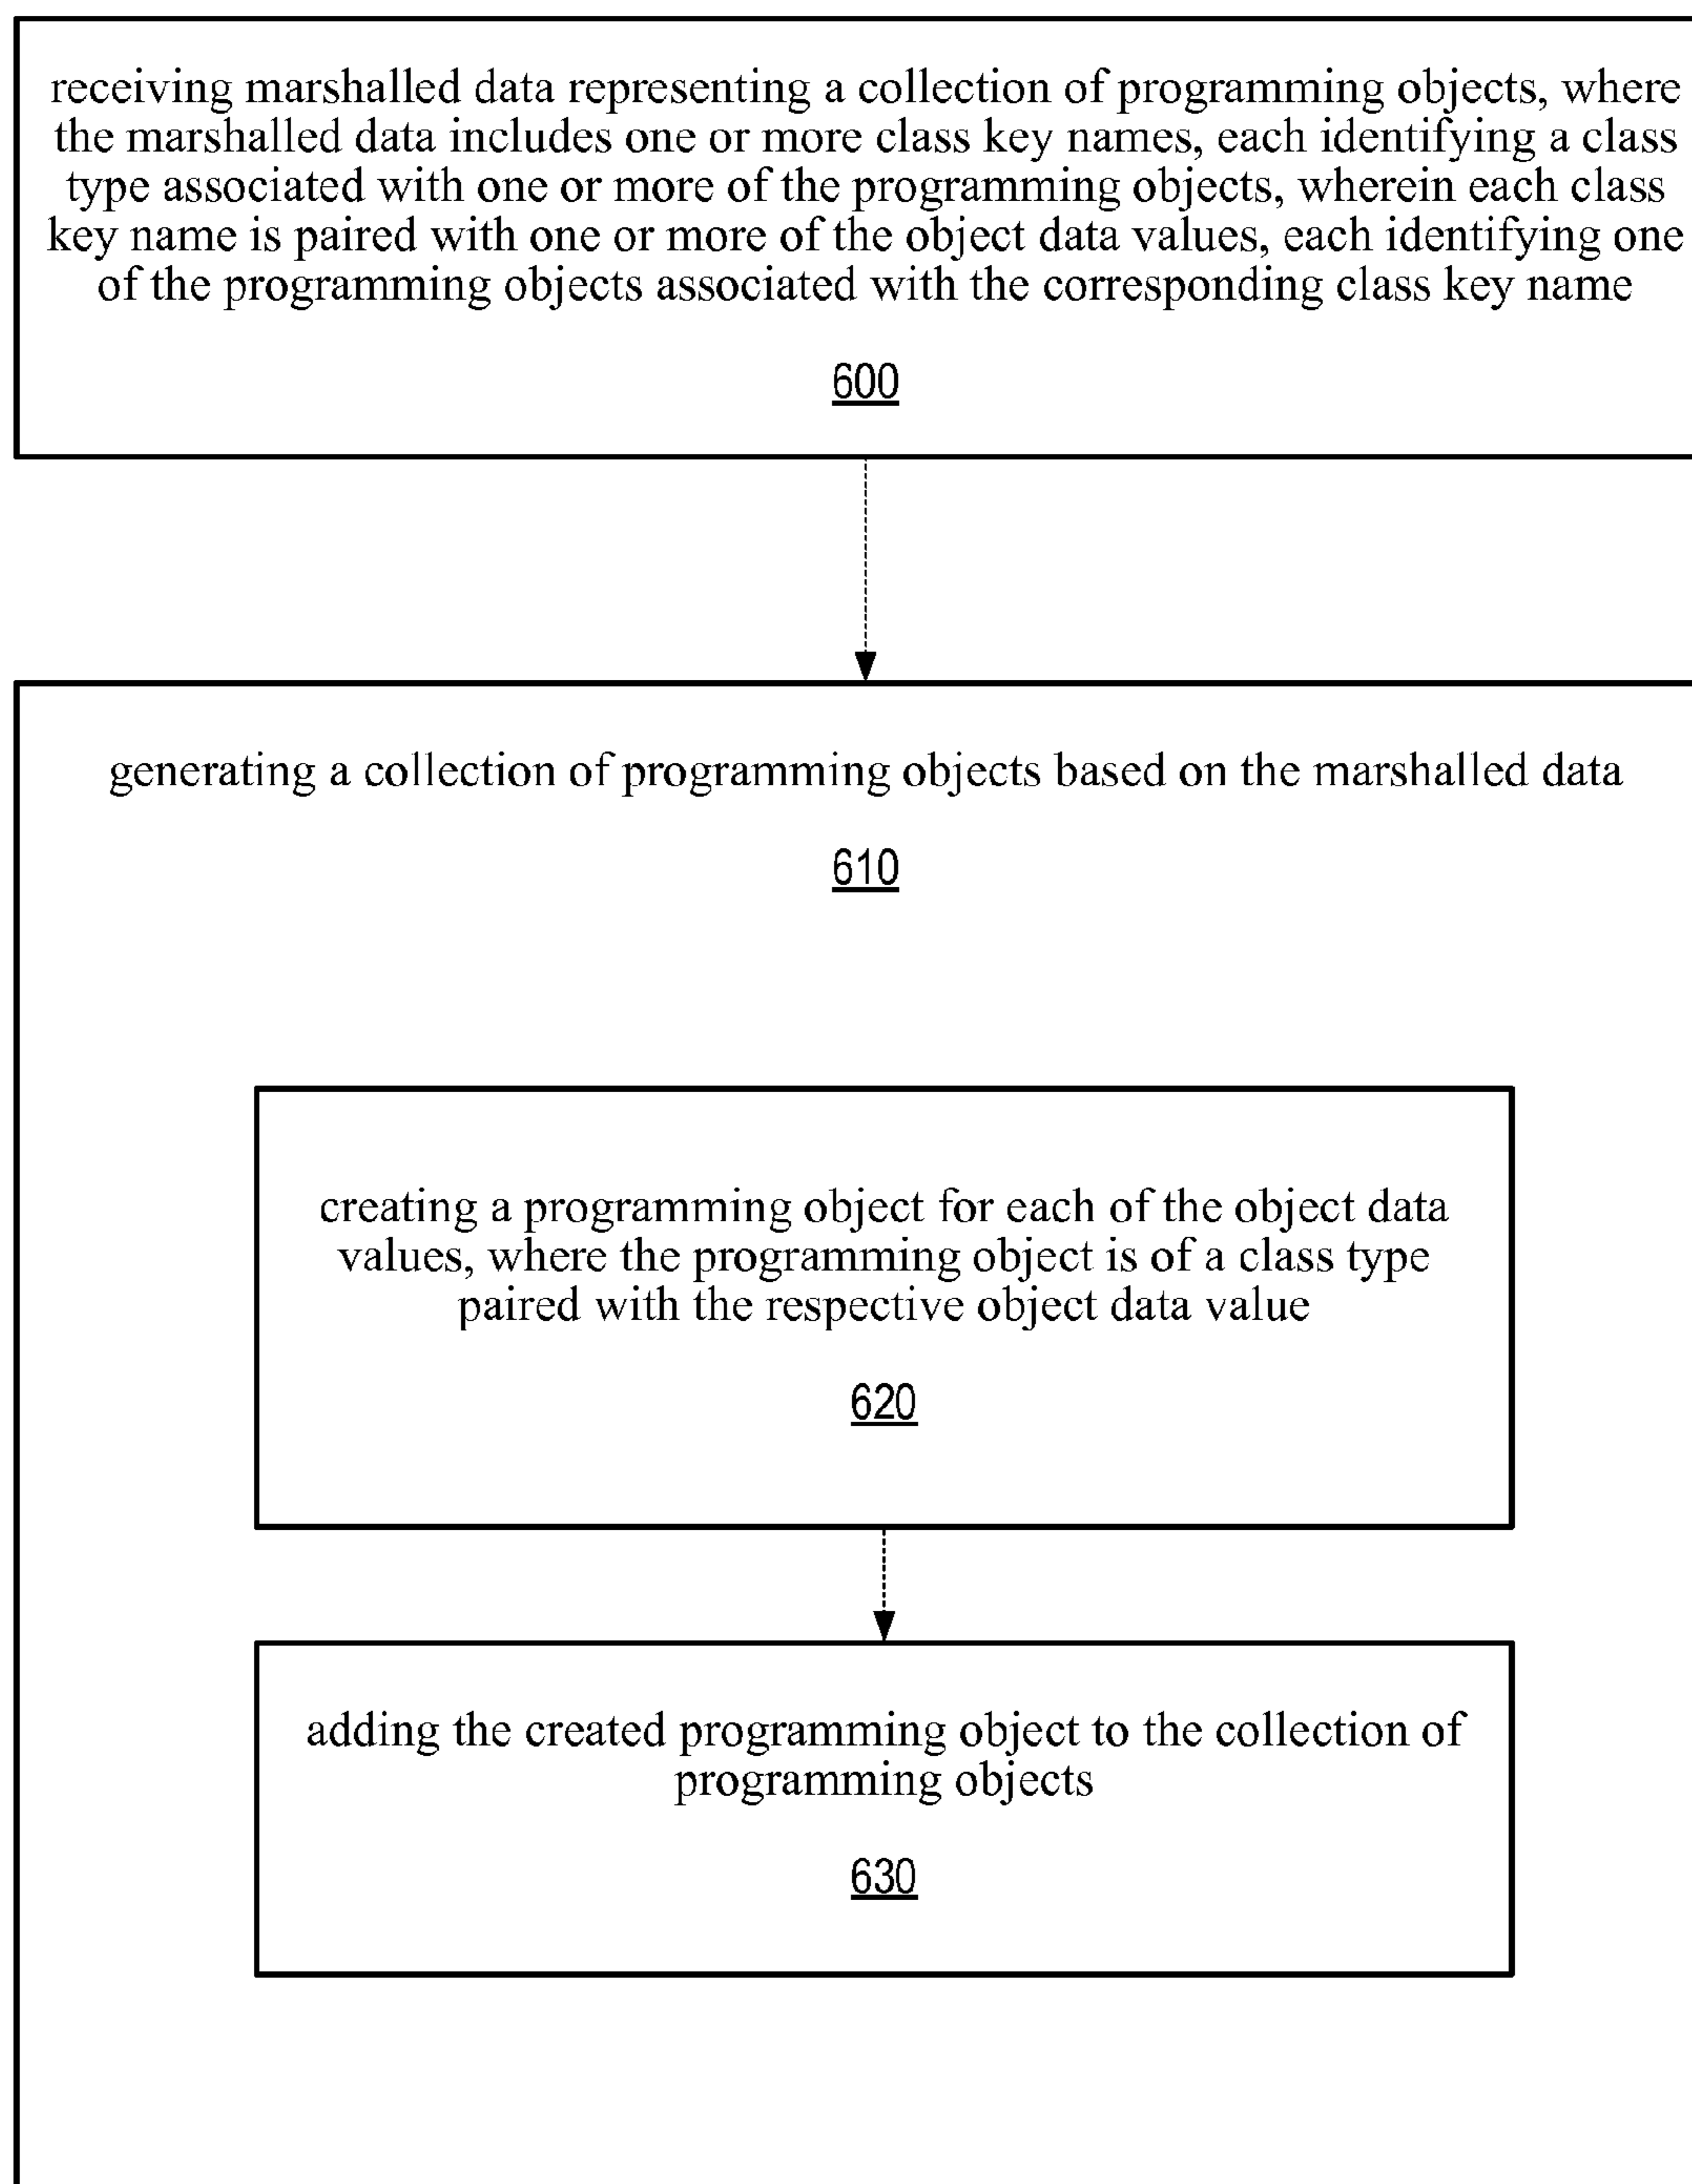 receiving marshalled data representing a collection of programming objects, where
the marshalled data includes one or more class key names, each identifying a class
type associated with one or more of the programming objects, wherein each class
key name is paired with one or more of the object data values, each identifying one
of the programming objects associated with the corresponding class key name
600
generating a collection of programming objects based on the marshalled data
610
creating a programming object for each of the object data
values, where the programming object is of a class type
paired with the respective object data value
620
adding the created programming object to the collection of
programming objects
630